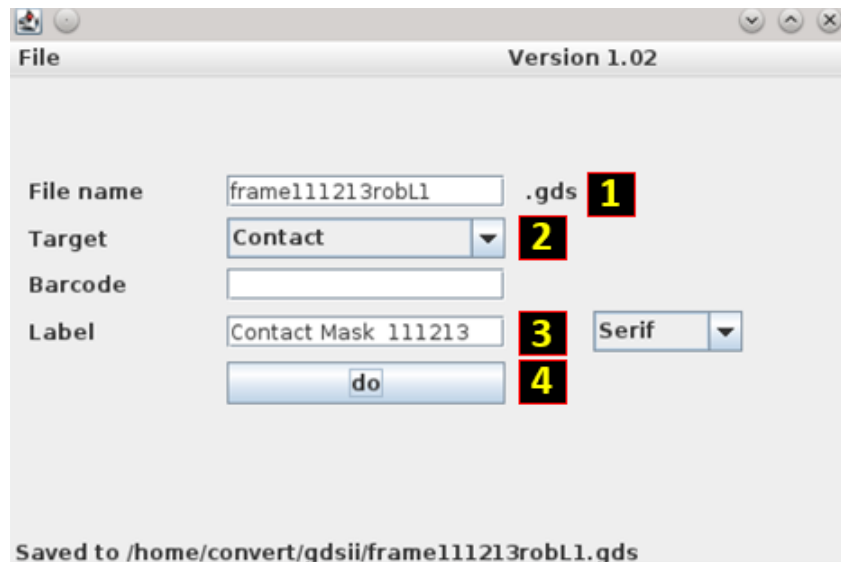 File Version 1.02
File name frame111213robL1 .gds 1
Target Contact 2
Barcode
Label Contact Mask 111213 3 Serif
do 4
Saved to /home/convert/gdsii/frame111213robL1.gds